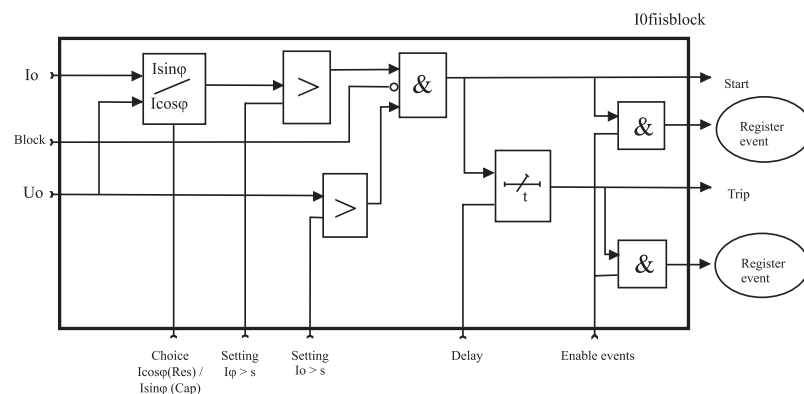 I0fiisblock
Io
Isinφ
Icosφ
>
&
Start
Block
&
Register
event
Uo
>
t
Trip
&
Register
event
Choice
Icosφ(Res) /
Isinφ (Cap)
Setting
Iφ > s
Setting
Io > s
Delay
Enable events